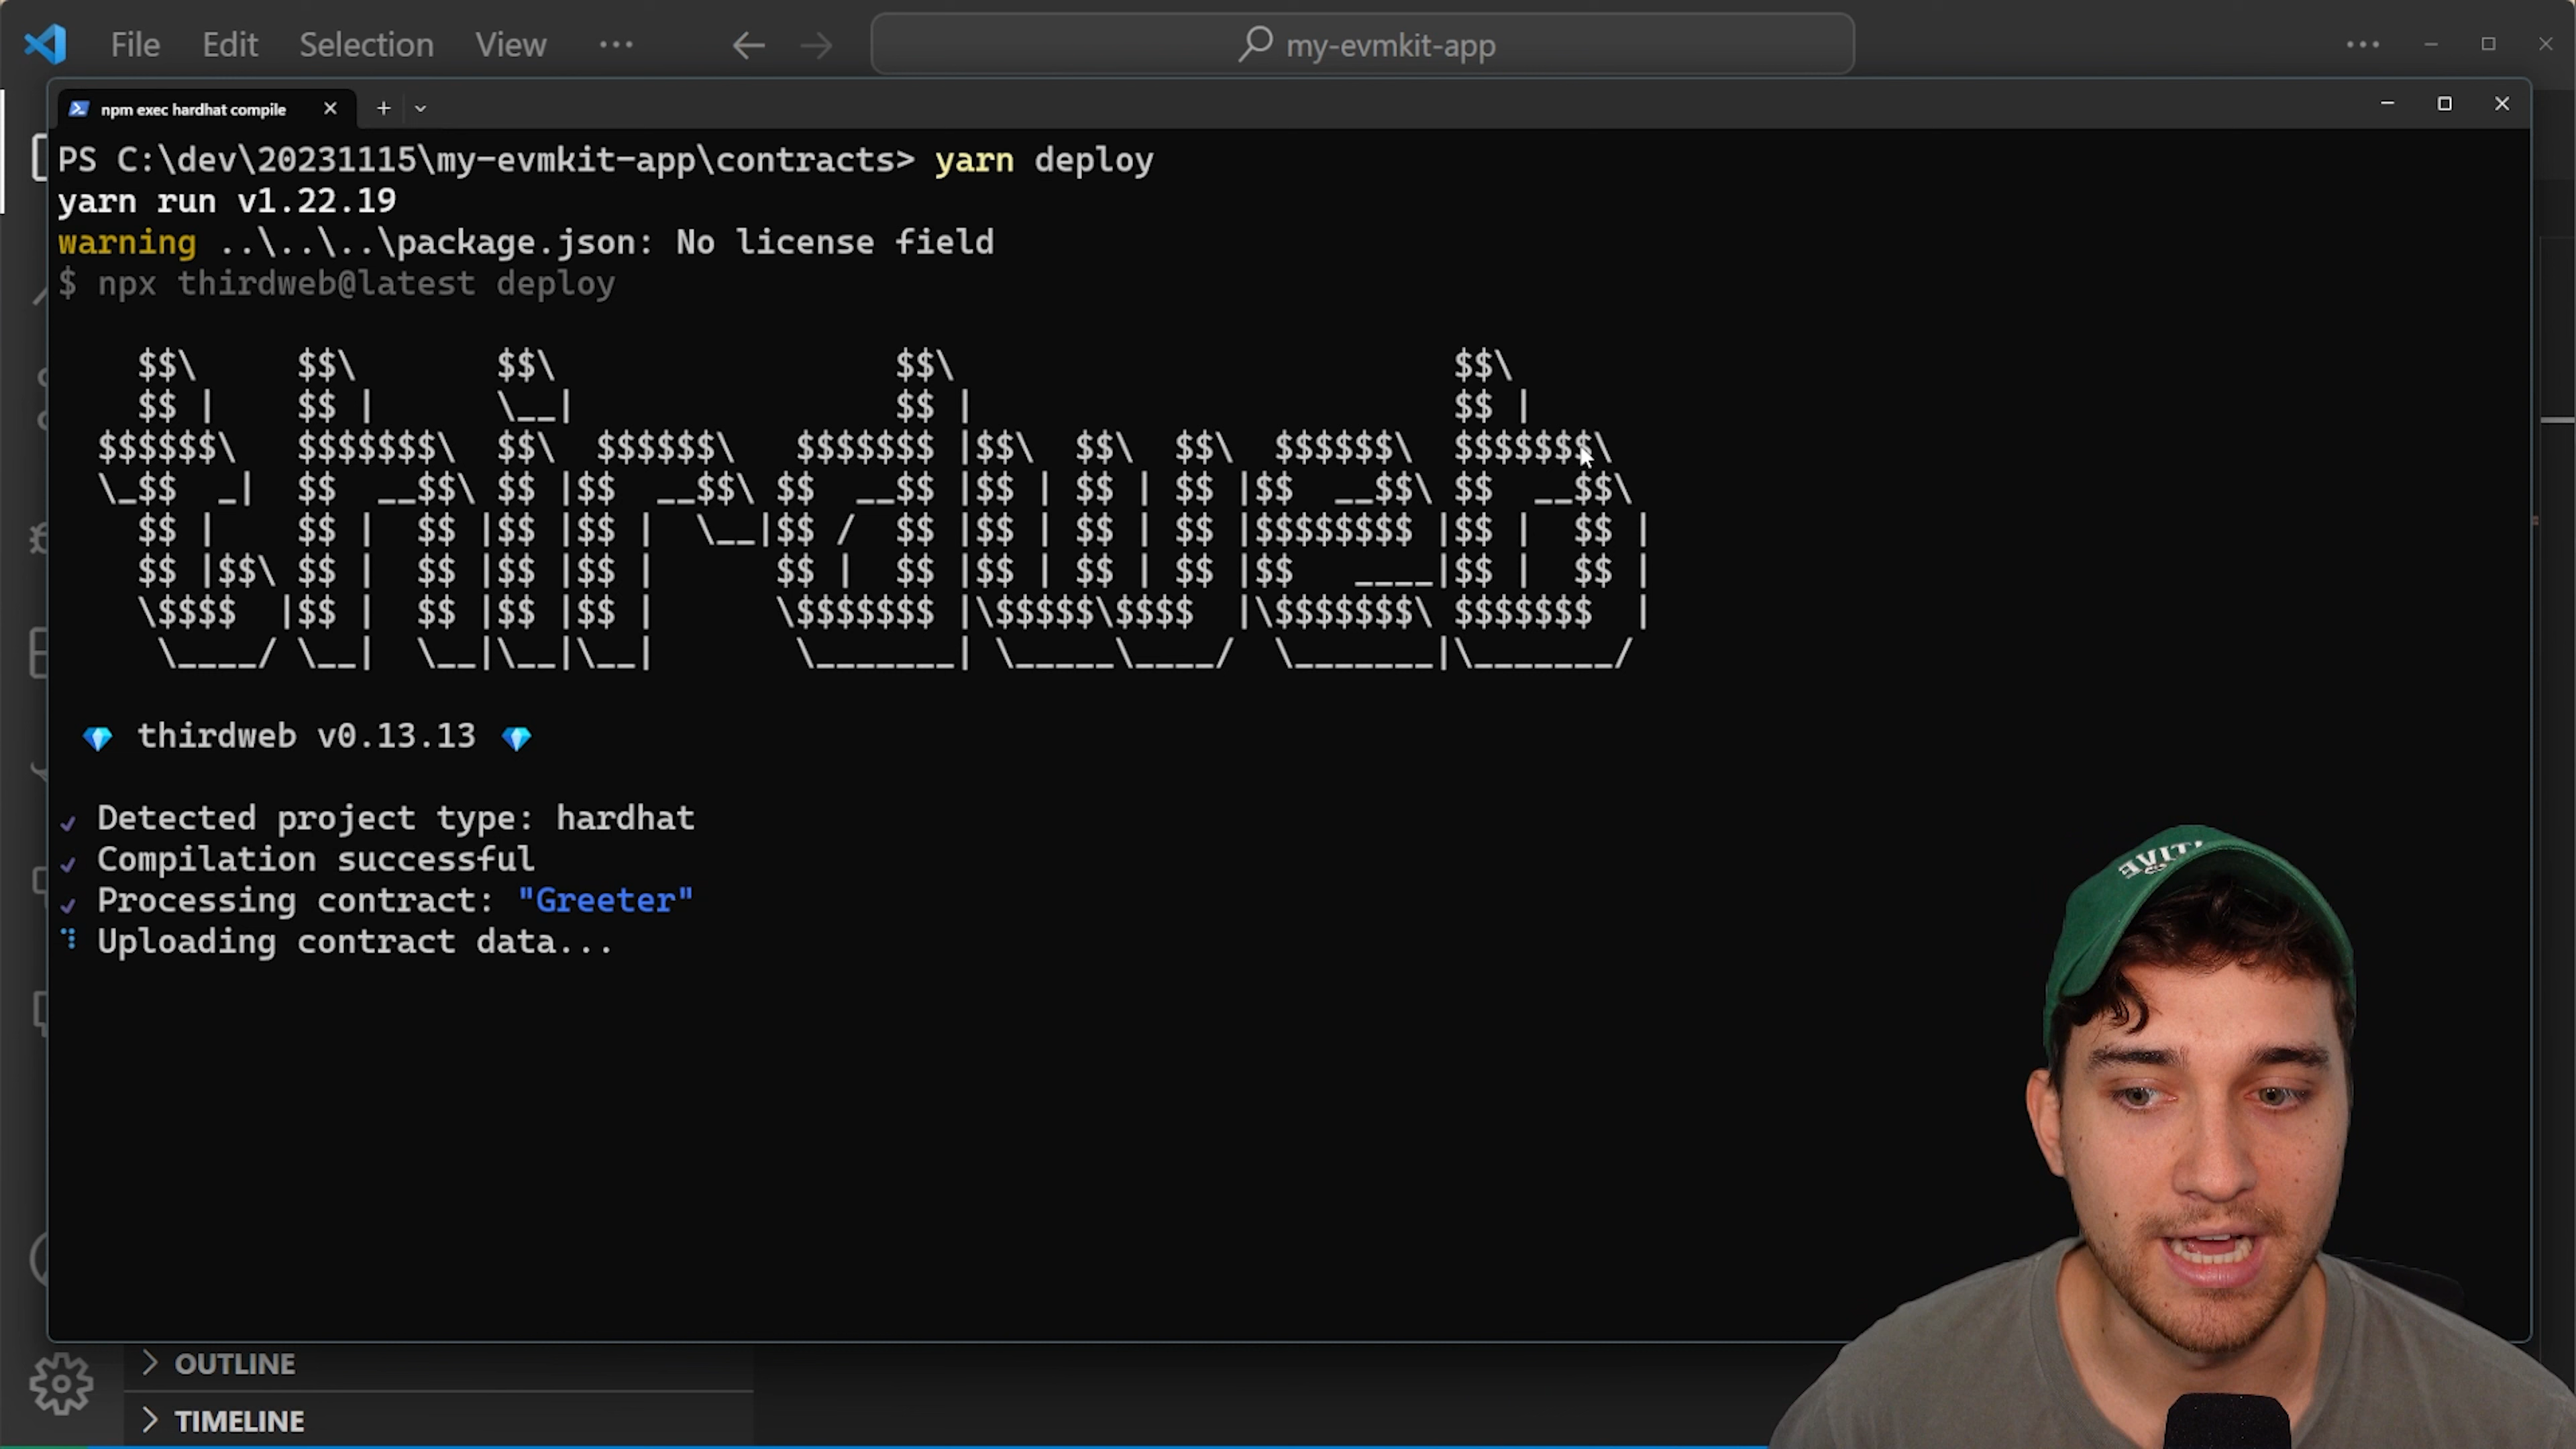 File Edit Selection View ··· my-evmkit-app
npm exec hardhat compile
PS C:\dev\20231115\my-evmkit-app\contracts> yarn deploy
yarn run v1.22.19
warning ..\..\..\package.json: No license field
$ npx thirdweb@latest deploy
thirdweb
💎 thirdweb v0.13.13 💎
✓ Detected project type: hardhat
✓ Compilation successful
✓ Processing contract: "Greeter"
Uploading contract data...
OUTLINE
TIMELINE